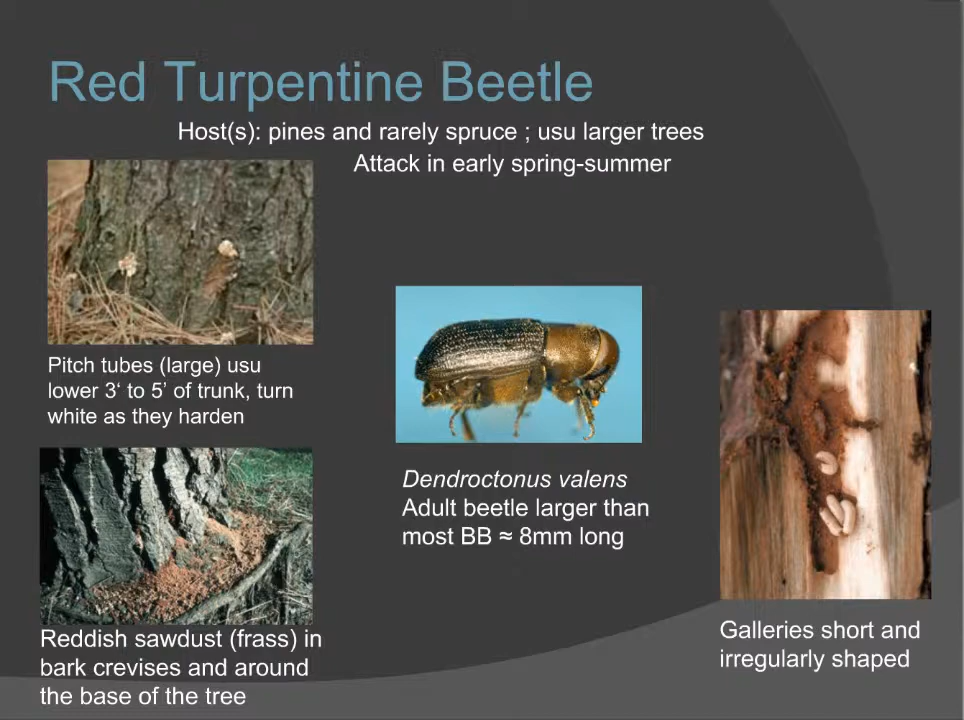 Red Turpentine Beetle
Host(s): pines and rarely spruce ; usu larger trees
Attack in early spring-summer
Pitch tubes (large) usu
lower 3‘ to 5’ of trunk, turn
white as they harden
Dendroctonus valens
Adult beetle larger than
most BB ≈ 8mm long
Reddish sawdust (frass) in
bark crevises and around
the base of the tree
Galleries short and
irregularly shaped